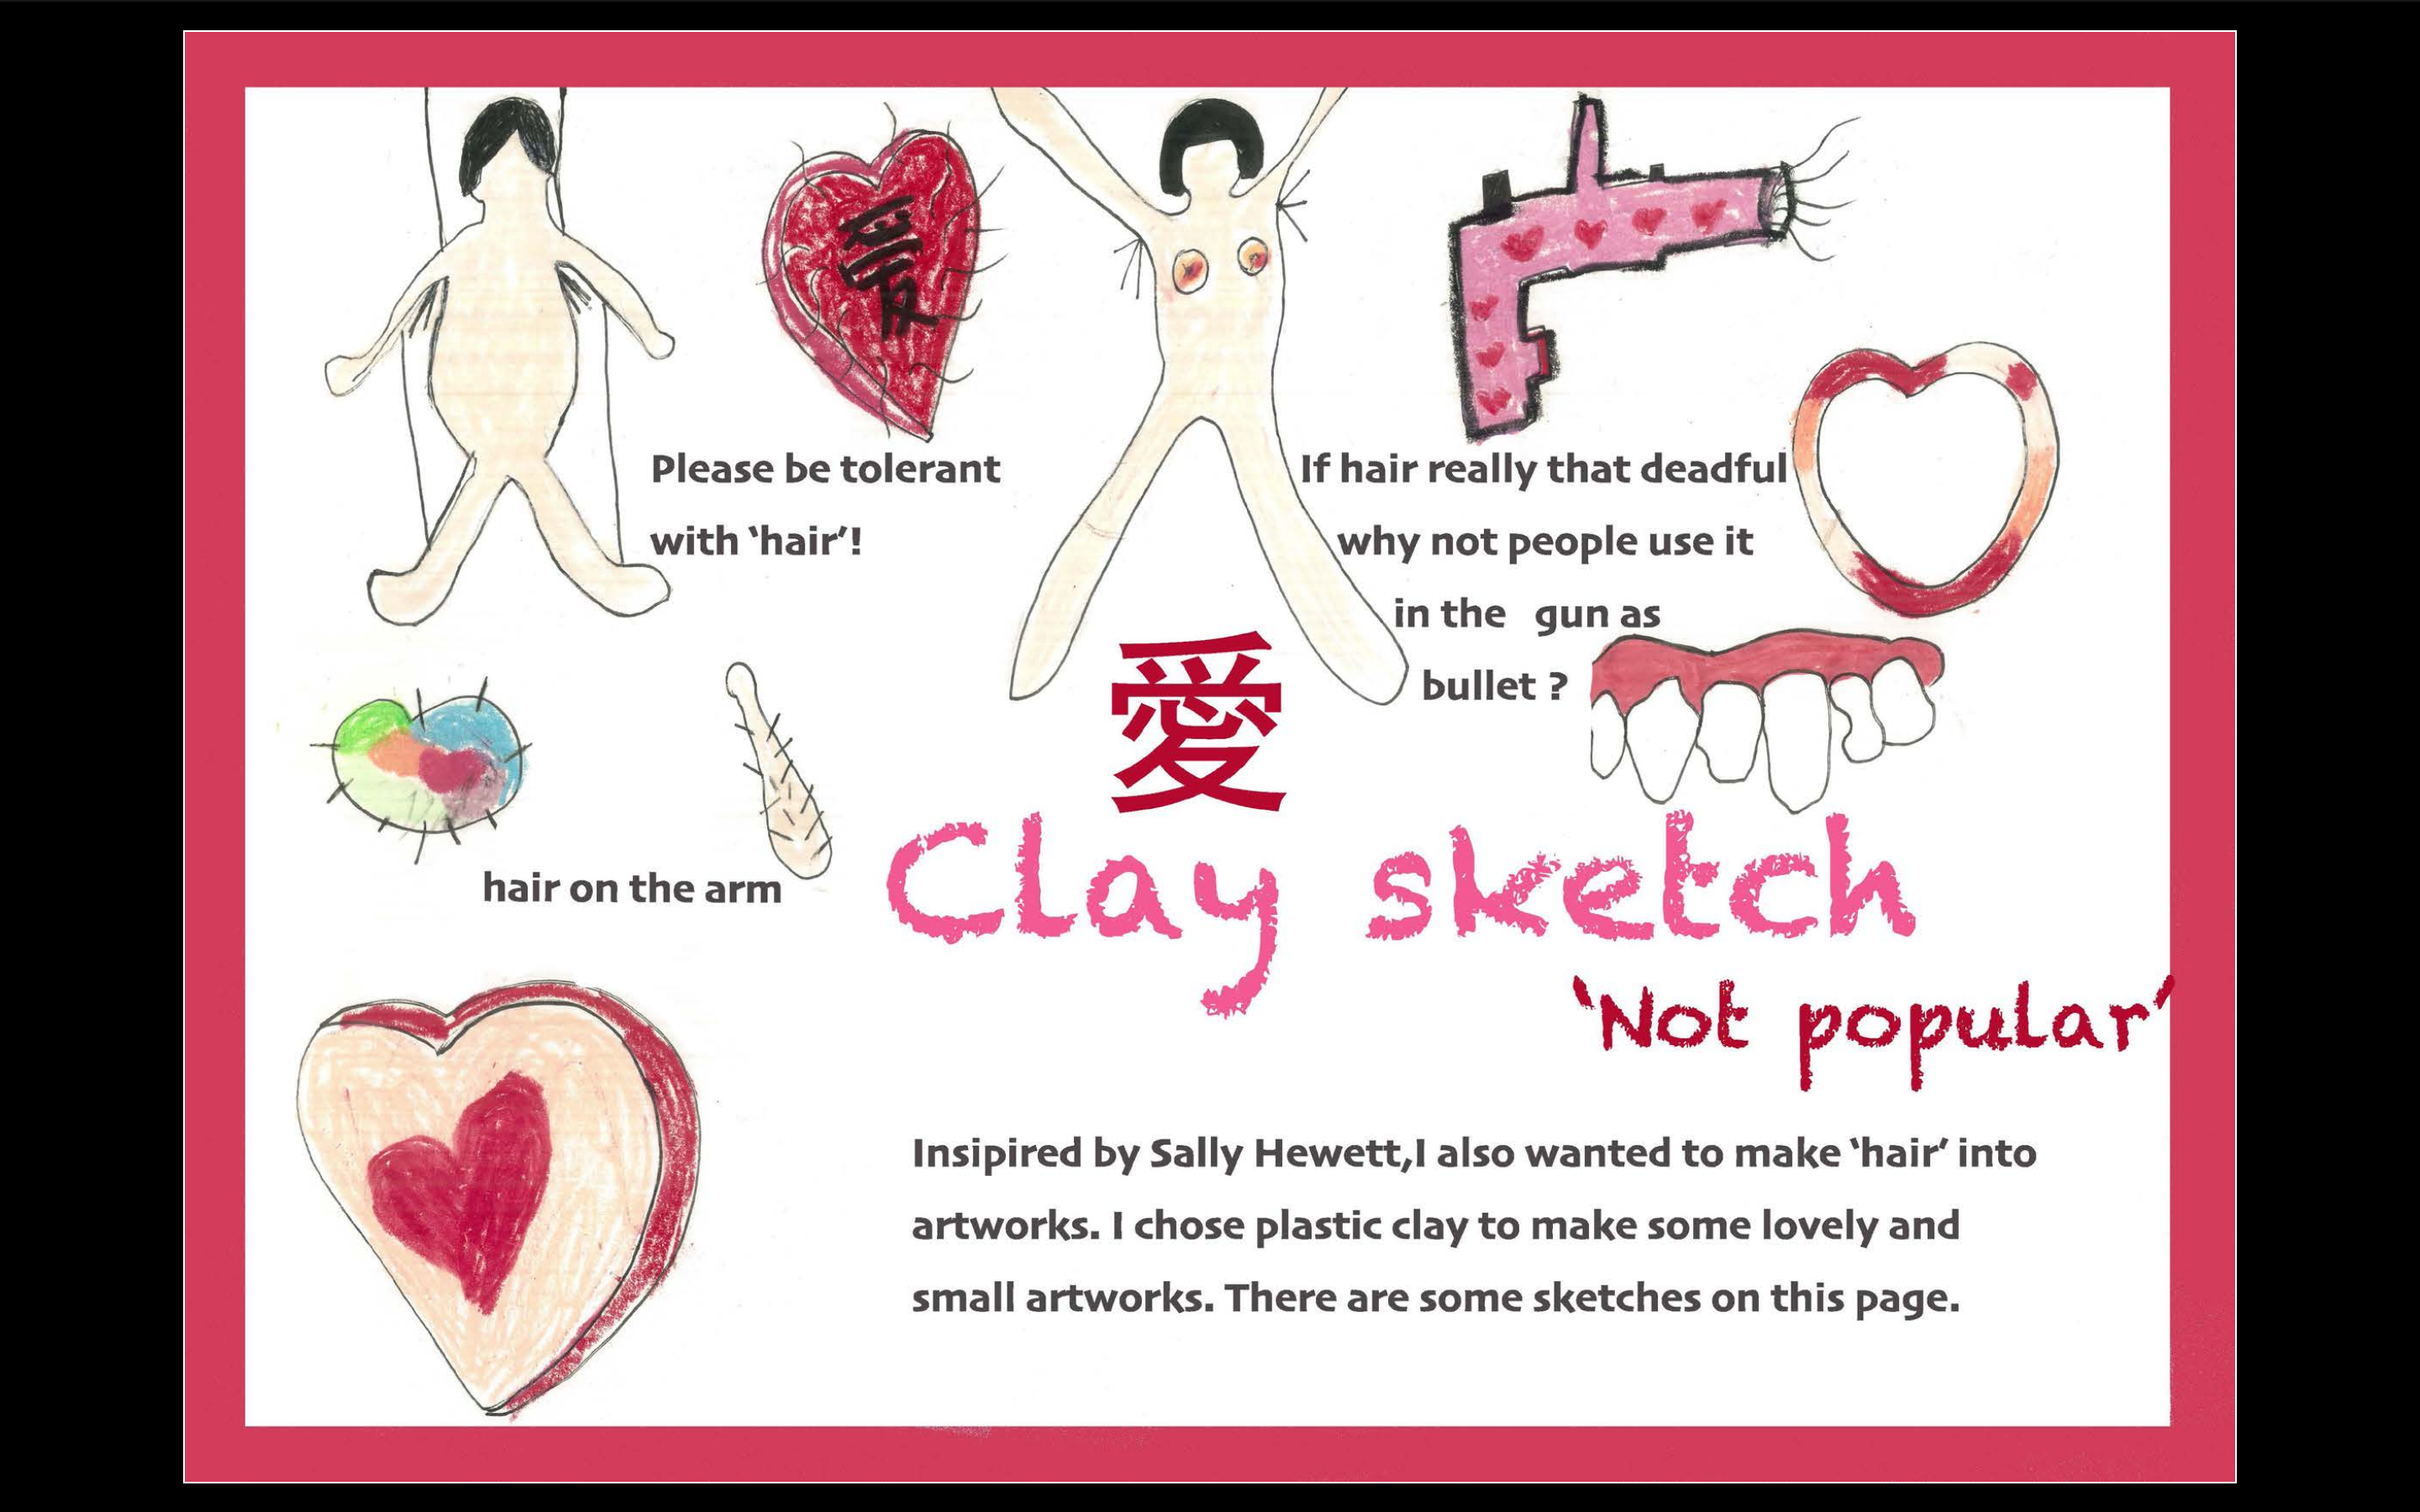 愛
Please be tolerant
with ‘hair’!
If hair really that deadful
why not people use it
in the gun as
bullet ?
愛
hair on the arm
Clay sketch
‘Not popular’
Insipired by Sally Hewett,I also wanted to make ‘hair’ into
artworks. I chose plastic clay to make some lovely and
small artworks. There are some sketches on this page.